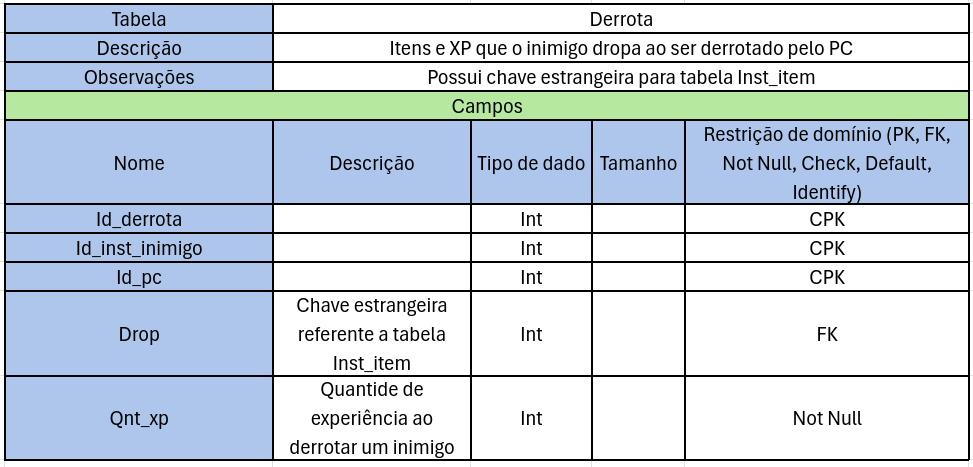 Tabela Derrota
Descrição Itens e XP que o inimigo dropa ao ser derrotado pelo PC
Observações Possui chave estrangeira para tabela Inst_item
Campos
Nome Descrição Tipo de dado Tamanho Restrição de domínio (PK, FK,
Not Null, Check, Default,
Identify)
Id_derrota Int CPK
Id_inst_inimigo Int CPK
Id_pc Int CPK
Drop Chave estrangeira
referente a tabela
Inst_item Int FK
Qnt_xp Quantide de
experiência ao
derrotar um inimigo Int Not Null